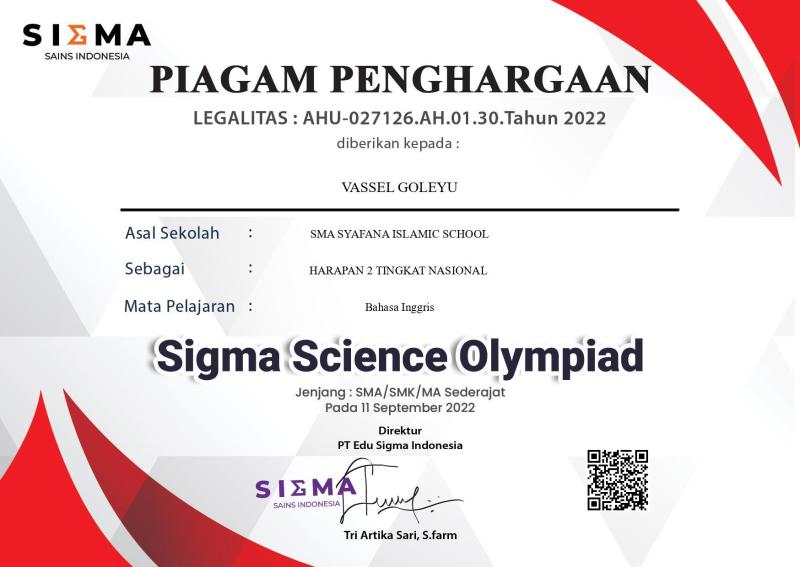 SIGMA
SAINS INDONESIA
PIAGAM PENGHARGAAN
LEGALITAS : AHU-027126.AH.01.30.Tahun 2022
diberikan kepada :
VASSEL GOLEYU
Asal Sekolah : SMA SYAFANA ISLAMIC SCHOOL
Sebagai : HARAPAN 2 TINGKAT NASIONAL
Mata Pelajaran : Bahasa Inggris
Sigma Science Olympiad
Jenjang : SMA/SMK/MA Sederajat
Pada 11 September 2022
Direktur
PT Edu Sigma Indonesia
SIGMA
SAINS INDONESIA
Tri Artika Sari, S.farm